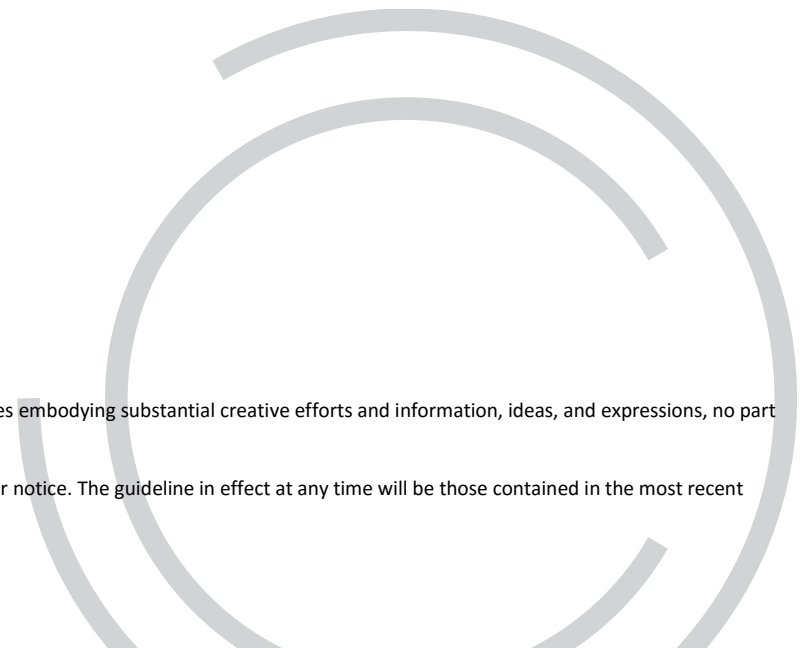 es embodying substantial creative efforts and information, ideas, and expressions, no part
r notice. The guideline in effect at any time will be those contained in the most recent